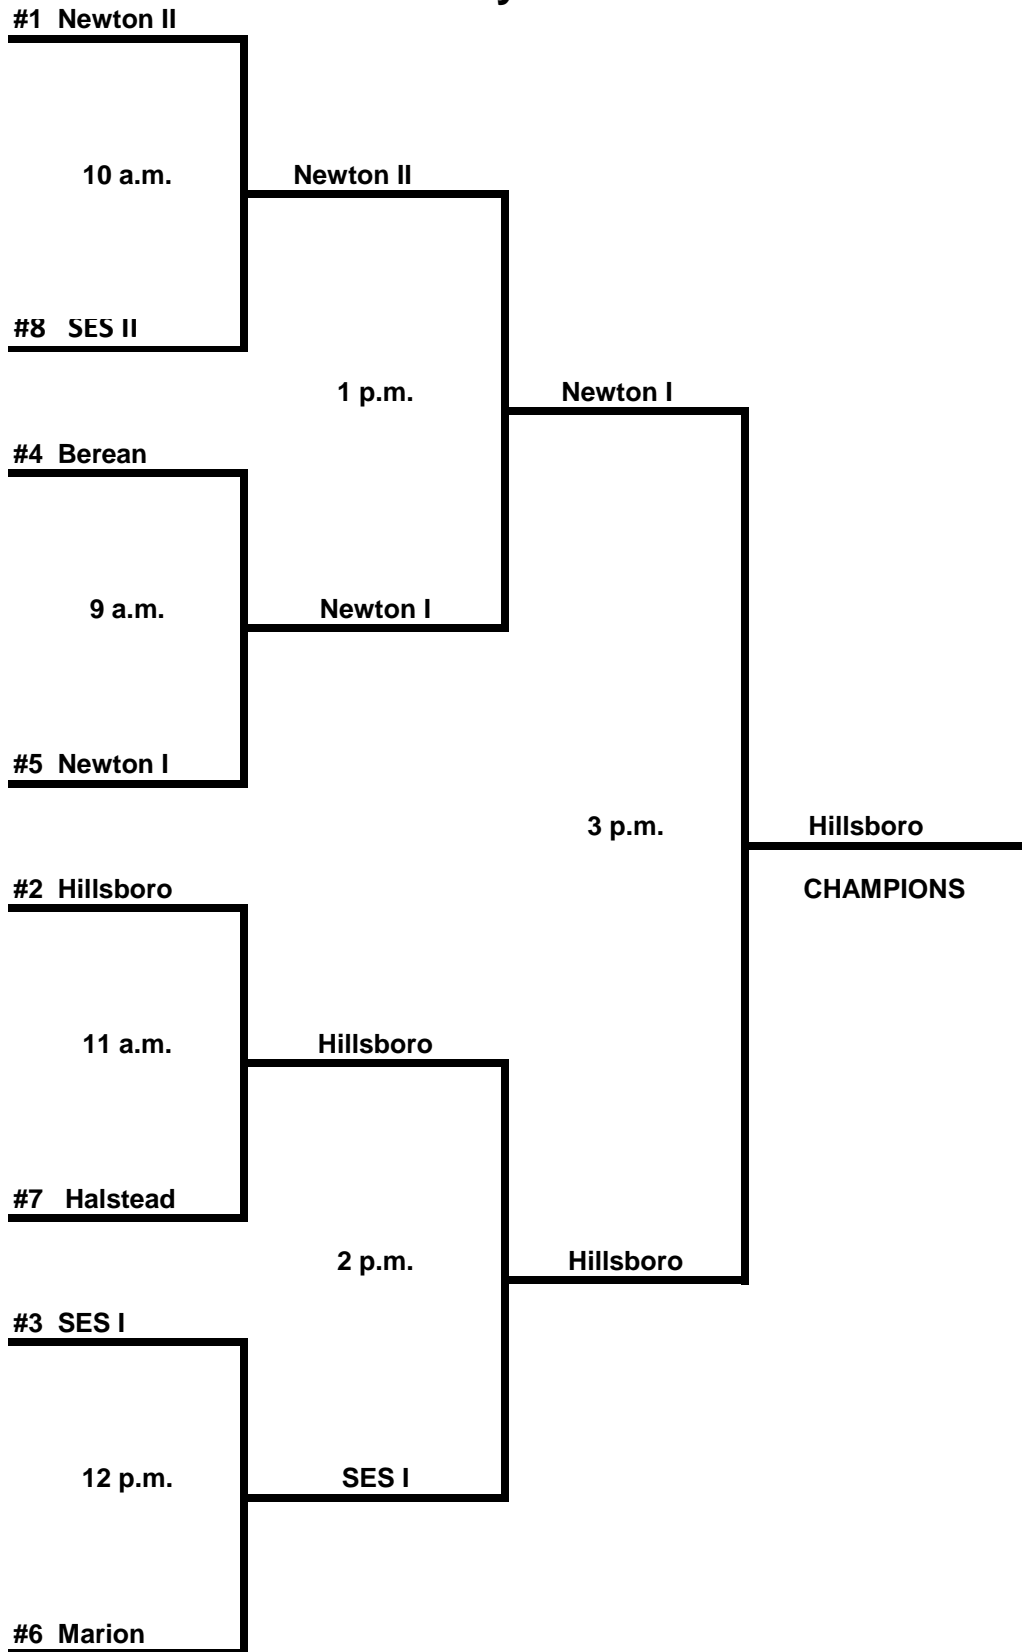 #1 Newton II
10 a.m.
Newton II
#8 SES II
1 p.m.
Newton I
#4 Berean
9 a.m.
Newton I
#5 Newton I
3 p.m.
Hillsboro
#2 Hillsboro
CHAMPIONS
11 a.m.
Hillsboro
#7 Halstead
2 p.m.
Hillsboro
#3 SES I
12 p.m.
SES I
#6 Marion